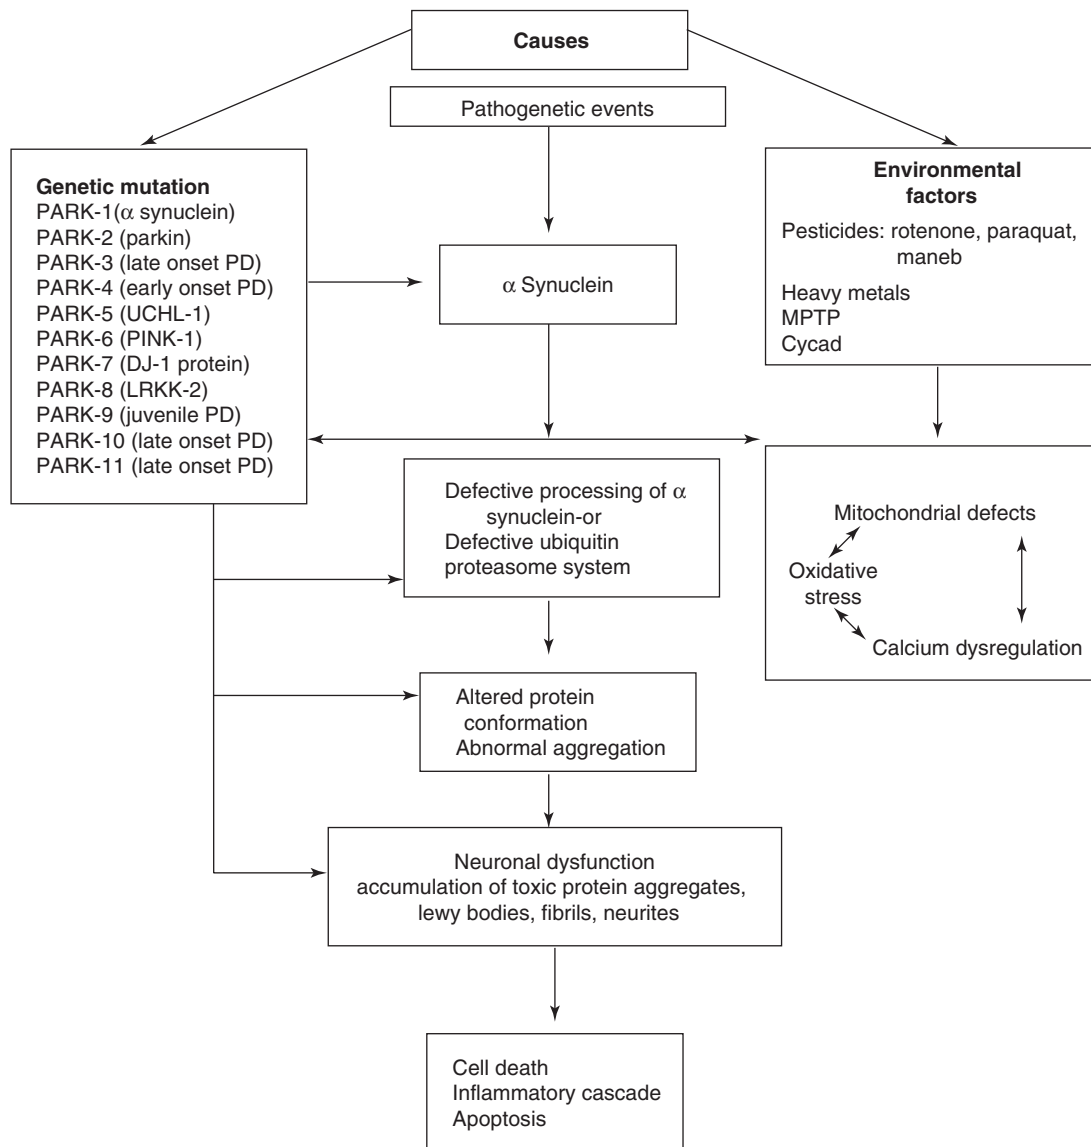 Causes
Pathogenetic events
Genetic mutation
PARK-1(α synuclein)
PARK-2 (parkin)
PARK-3 (late onset PD)
PARK-4 (early onset PD)
PARK-5 (UCHL-1)
PARK-6 (PINK-1)
PARK-7 (DJ-1 protein)
PARK-8 (LRKK-2)
PARK-9 (juvenile PD)
PARK-10 (late onset PD)
PARK-11 (late onset PD)
α Synuclein
Environmental
factors
Pesticides: rotenone, paraquat,
maneb
Heavy metals
MPTP
Cycad
Defective processing of α
synuclein-or
Defective ubiquitin
proteasome system
Mitochondrial defects
Oxidative
stress
Calcium dysregulation
Altered protein
conformation
Abnormal aggregation
Neuronal dysfunction
accumulation of toxic protein aggregates,
lewy bodies, fibrils, neurites
Cell death
Inflammatory cascade
Apoptosis